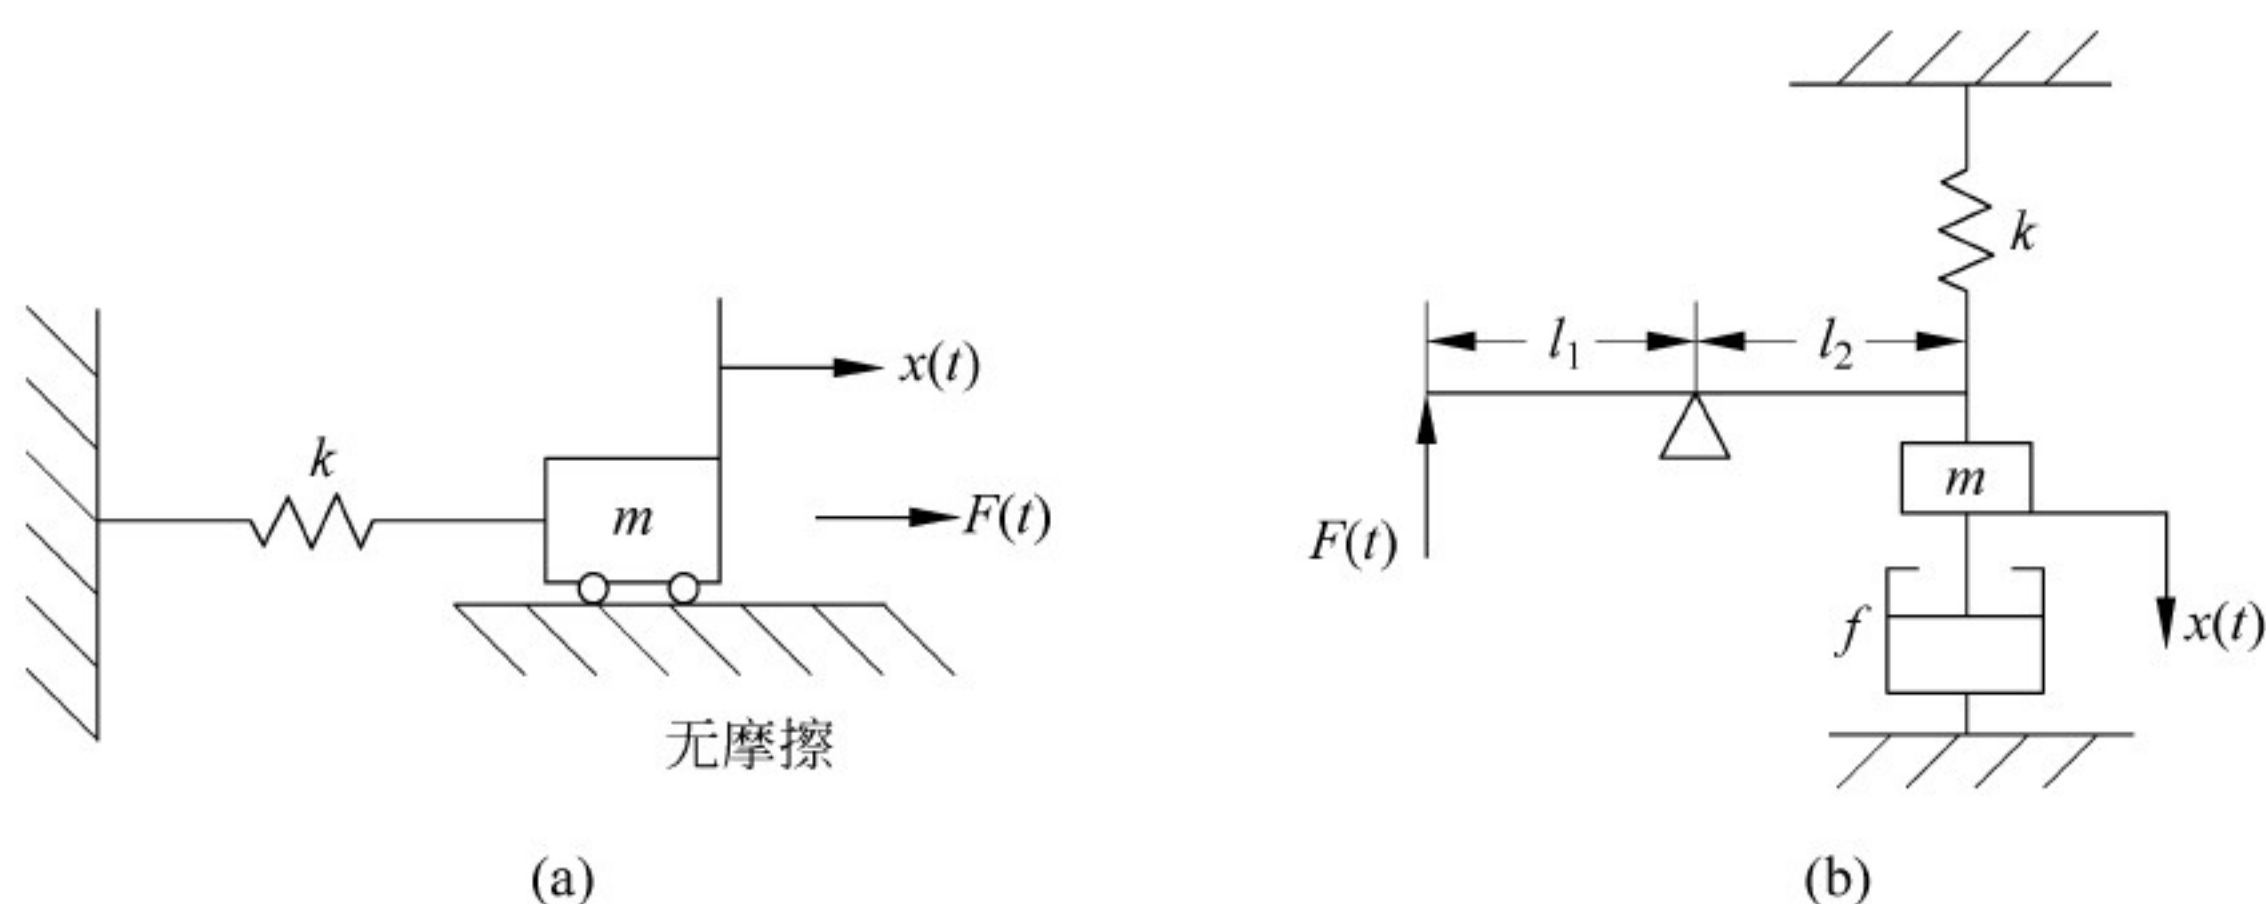 x(t)
k
m
F(t)
无摩擦
(a)
k
l₁
l₂
m
F(t)
f
x(t)
(b)